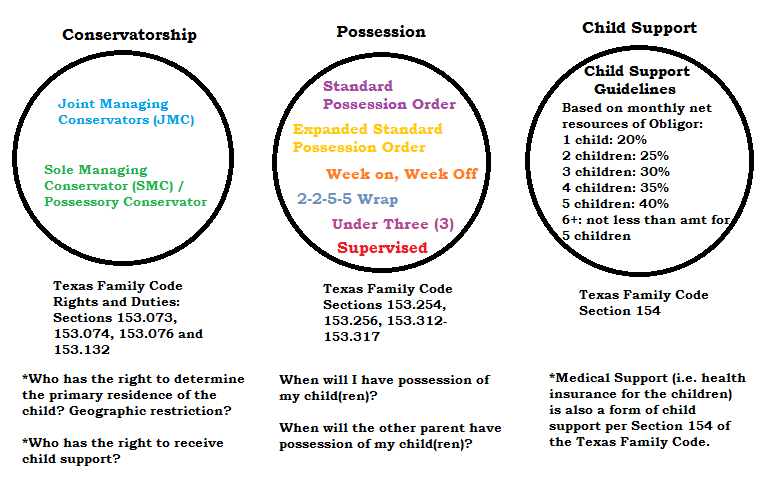 Conservatorship
Joint Managing
Conservators (JMC)
Sole Managing
Conservator (SMC) /
Possessory Conservator
Texas Family Code
Rights and Duties:
Sections 153.073,
153.074, 153.076 and
153.132
*Who has the right to determine
the primary residence of the
child? Geographic restriction?
*Who has the right to receive
child support?
Possession
Standard
Possession Order
Expanded Standard
Possession Order
Week on, Week Off
2-2-5-5 Wrap
Under Three (3)
Supervised
Texas Family Code
Sections 153.254,
153.256, 153.312-
153.317
When will I have possession of
my child(ren)?
When will the other parent have
possession of my child(ren)?
Child Support
Child Support
Guidelines
Based on monthly net
resources of Obligor:
1 child: 20%
2 children: 25%
3 children: 30%
4 children: 35%
5 children: 40%
6+: not less than amt for
5 children
Texas Family Code
Section 154
*Medical Support (i.e. health
insurance for the children)
is also a form of child
support per Section 154 of
the Texas Family Code.